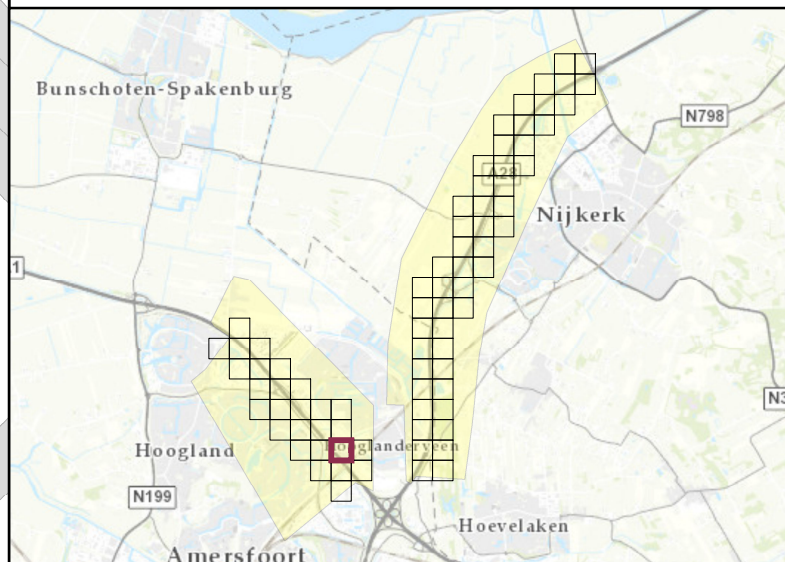 Bunschoten-Spakenburg
N798
A28
Nijkerk
1
N3
Hoogland
Hooglanderveen
N199
Hoevelaken
Amersfoort